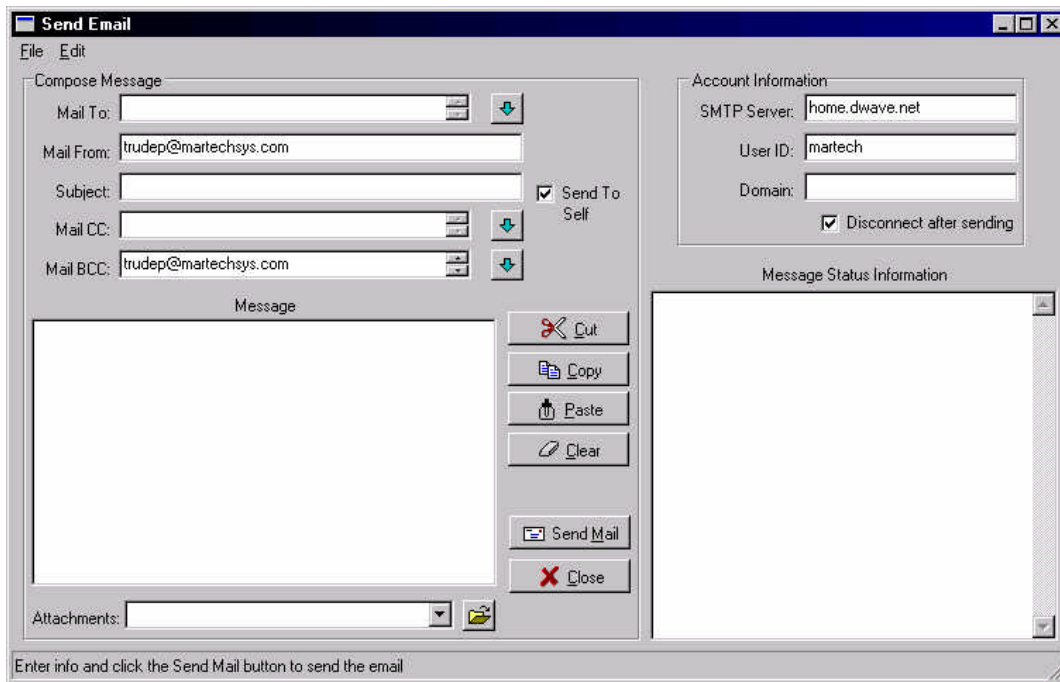 Send Email
File Edit
Compose Message
Mail To:
Mail From: trudep@martechsys.com
Subject:
Send To Self
Mail CC:
Mail BCC: trudep@martechsys.com
Message
Cut
Copy
Paste
Clear
Send Mail
Close
Attachments:
Account Information
SMTP Server: home.dwave.net
User ID: martech
Domain:
Disconnect after sending
Message Status Information
Enter info and click the Send Mail button to send the email